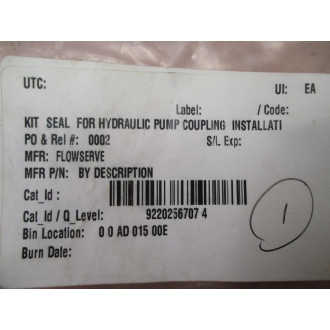 UTC: UI: EA
Label: / Code:
KIT SEAL FOR HYDRAULIC PUMP COUPLING INSTALLATI
PO & Rel #: 0002 S/L Exp:
MFR: FLOWSERVE
MFR P/N: BY DESCRIPTION
Cat_Id :
Cat_Id / Q_Level: 9220256707 4
Bin Location: 0 0 AD 015 00E
Burn Date:
1